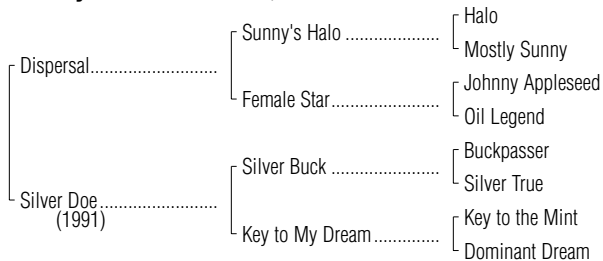 Halo
Sunny's Halo ....................
Mostly Sunny
Dispersal...........................
Johnny Appleseed
Female Star.......................
Oil Legend
Buckpasser
Silver Buck .......................
Silver True
Silver Doe .........................
(1991)
Key to the Mint
Key to My Dream..............
Dominant Dream